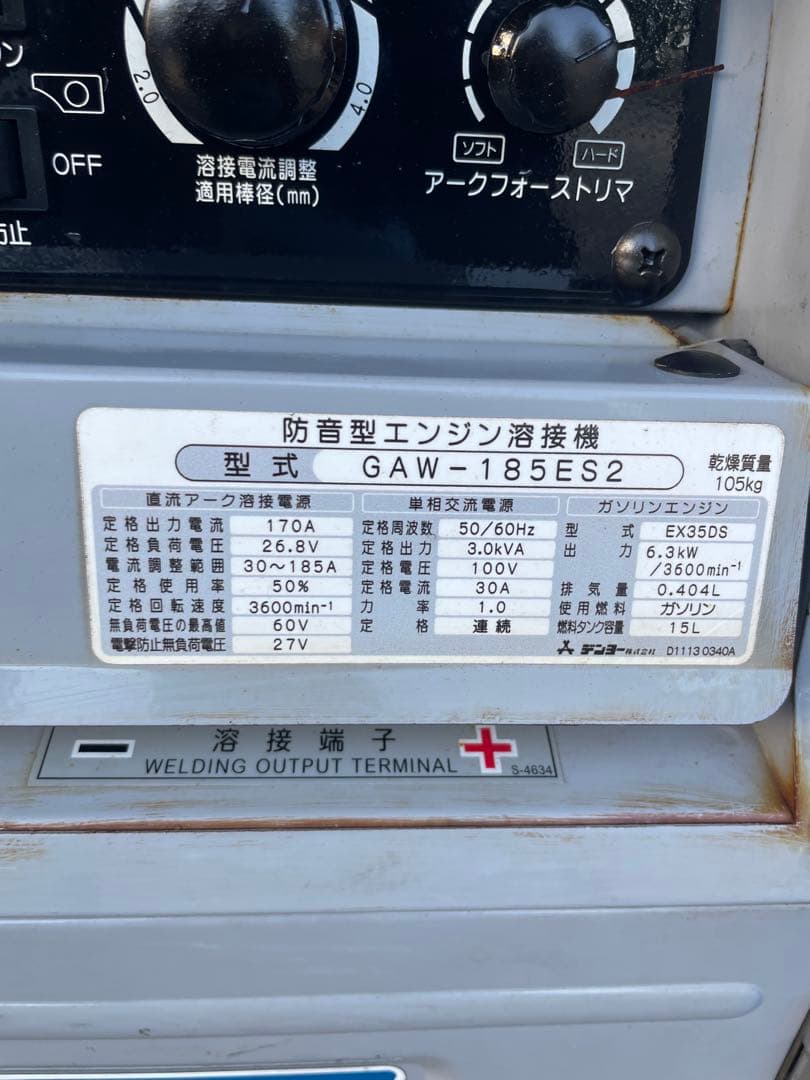 ン
2.0
4.0
OFF
溶接電流調整
適用棒径(mm)
ソフト
ハード
アークフォーストリマ
防止
防音型エンジン溶接機
型式 GAW-185ES2
乾燥質量
105kg
直流アーク溶接電源
定格出力電流 170A
定格負荷電圧 26.8V
電流調整範囲 30~185A
定格使用率 50%
定格回転速度 3600min-1
無負荷電圧の最高値 60V
電撃防止無負荷電圧 27V
単相交流電源
定格周波数 50/60Hz
定格出力 3.0kVA
定格電圧 100V
定格電流 30A
力率 1.0
定格 連続
ガソリンエンジン
型式 EX35DS
出力 6.3kW
/3600min-1
排気量 0.404L
使用燃料 ガソリン
燃料タンク容量 15L
デンヨー株式会社 D11130340A
溶接端子
WELDING OUTPUT TERMINAL
S-4634